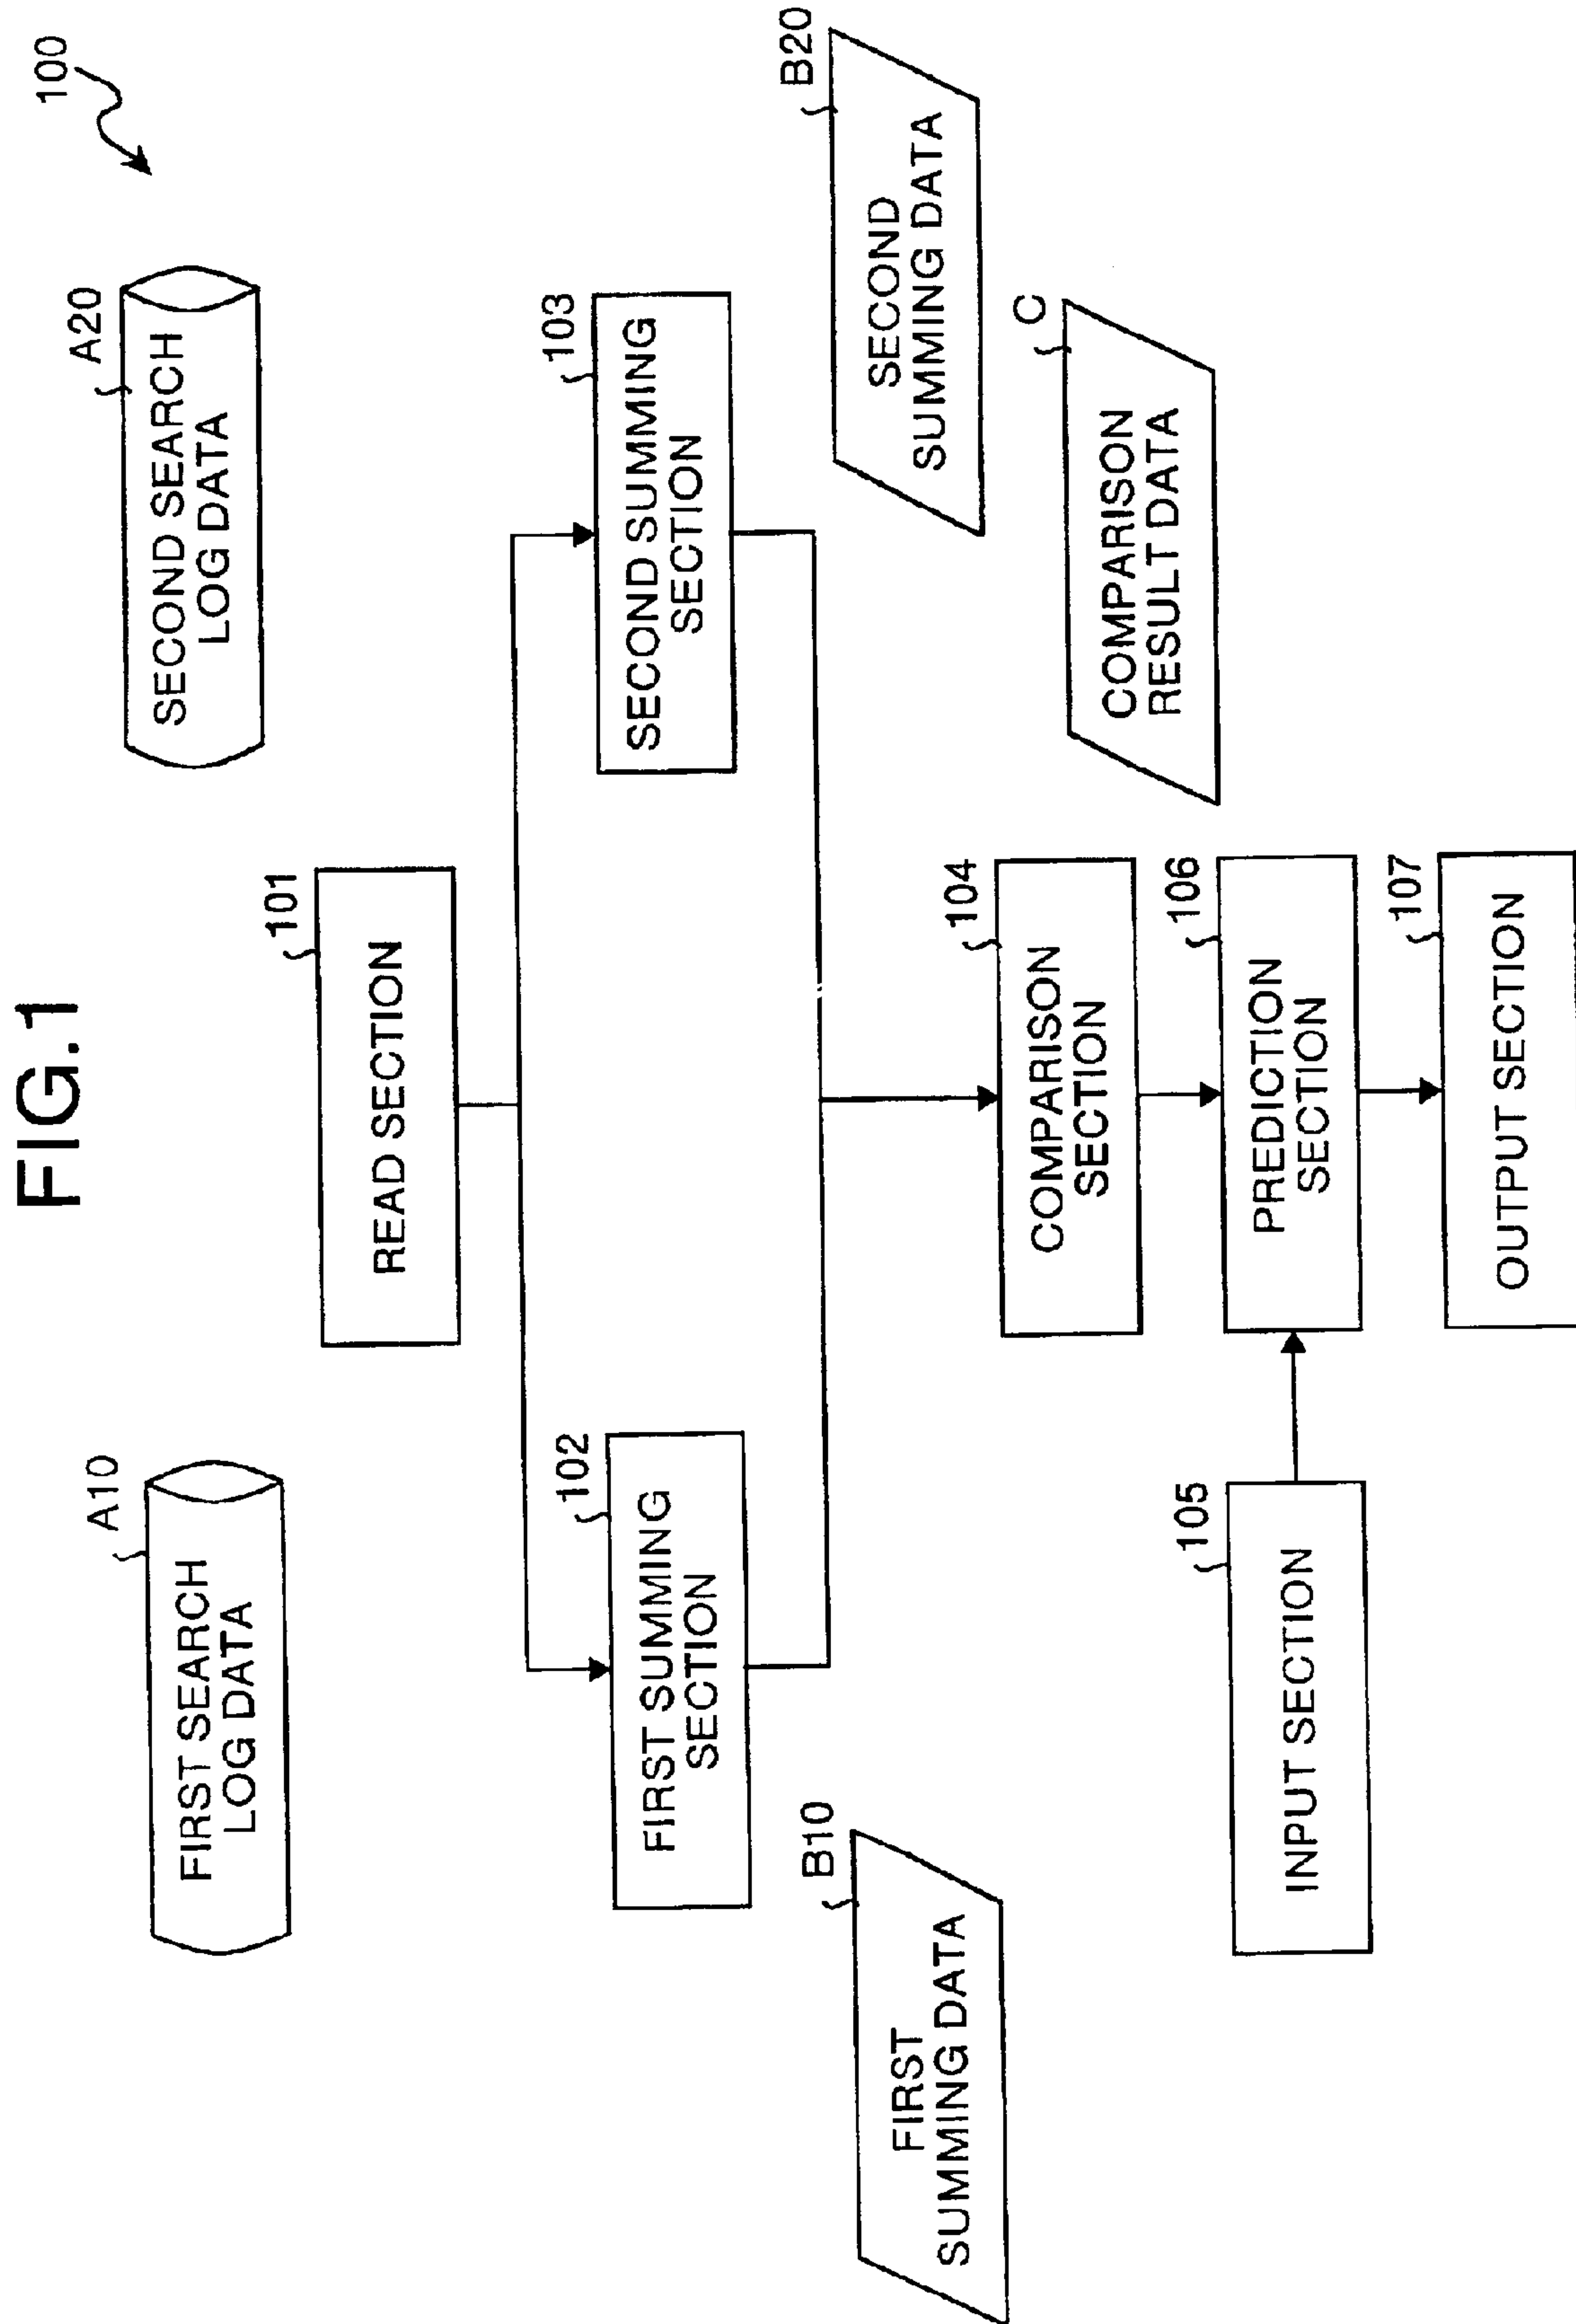 FIG.1
100
A10
FIRST SEARCH
LOG DATA
A20
SECOND SEARCH
LOG DATA
101
READ SECTION
102
FIRST SUMMING
SECTION
103
SECOND SUMMING
SECTION
B10
FIRST
SUMMING DATA
B20
SECOND
SUMMING DATA
104
COMPARISON
SECTION
C
COMPARISON
RESULT DATA
105
INPUT SECTION
106
PREDICTION
SECTION
107
OUTPUT SECTION